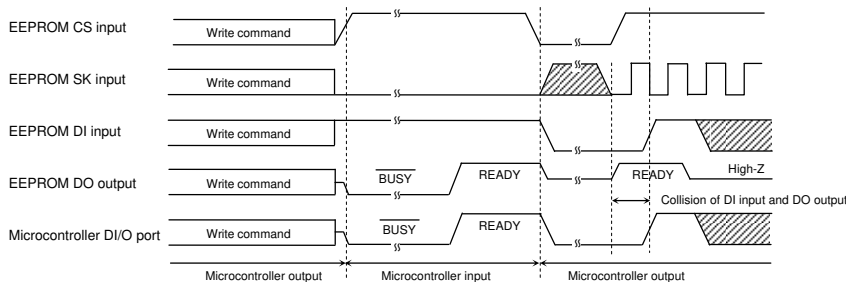 EEPROM CS input
Write command
EEPROM SK input
Write command
EEPROM DI input
Write command
EEPROM DO output
Write command
BUSY
READY
READY
High-Z
Collision of DI input and DO output
Microcontroller DI/O port
Write command
BUSY
READY
Microcontroller output
Microcontroller input
Microcontroller output